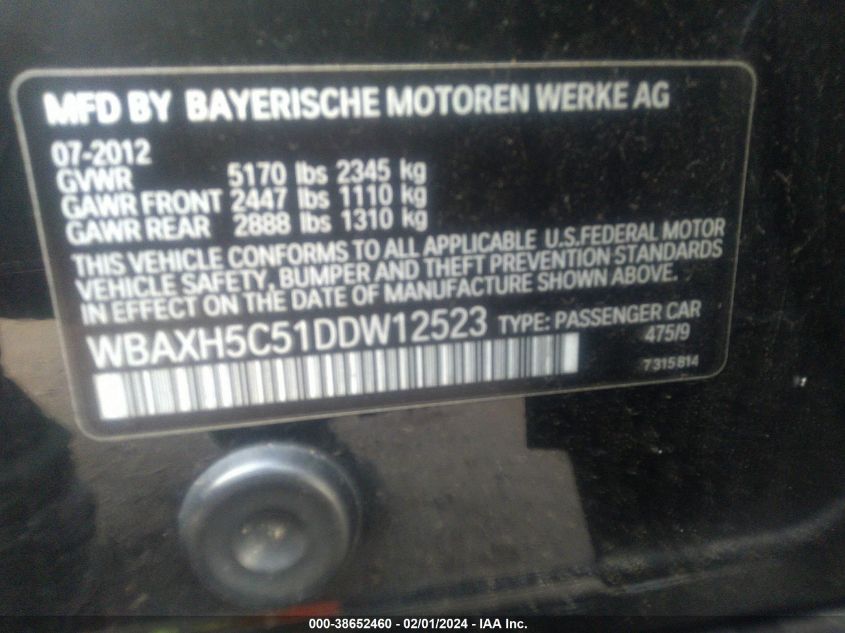 MFD BY BAYERISCHE MOTOREN WERKE AG
07-2012
GVWR 5170 lbs 2345 kg
GAWR FRONT 2447 lbs 1110 kg
GAWR REAR 2888 lbs 1310 kg
THIS VEHICLE CONFORMS TO ALL APPLICABLE U.S.FEDERAL MOTOR
VEHICLE SAFETY, BUMPER AND THEFT PREVENTION STANDARDS
IN EFFECT ON THE DATE OF MANUFACTURE SHOWN ABOVE.
WBAXH5C51DDW12523 TYPE: PASSENGER CAR
475/9
7315814
000-38652460 - 02/01/2024 - IAA Inc.